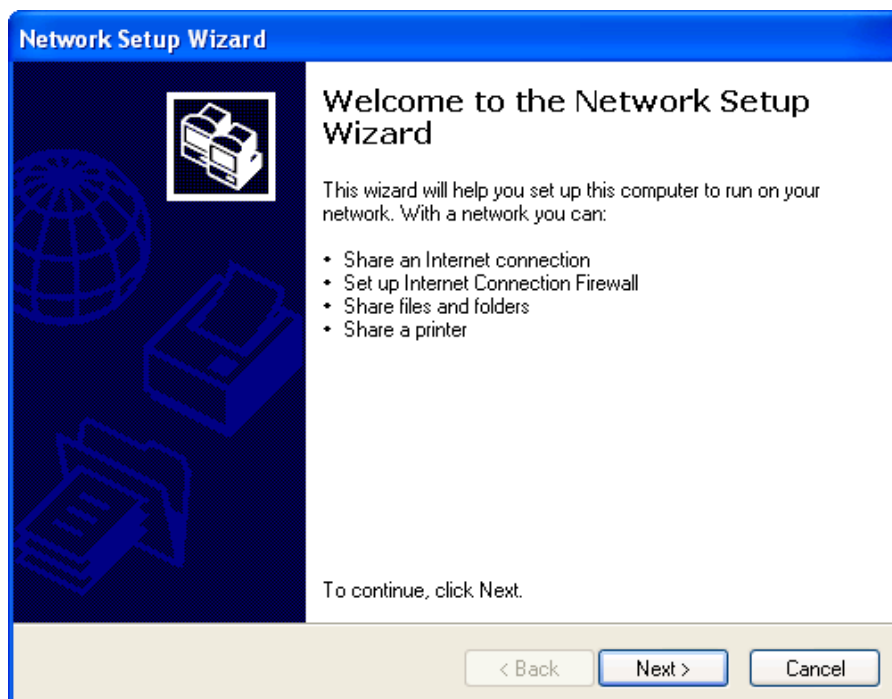 Network Setup Wizard
Welcome to the Network Setup
Wizard
This wizard will help you set up this computer to run on your
network. With a network you can:
• Share an Internet connection
• Set up Internet Connection Firewall
• Share files and folders
• Share a printer
To continue, click Next.
< Back Next > Cancel